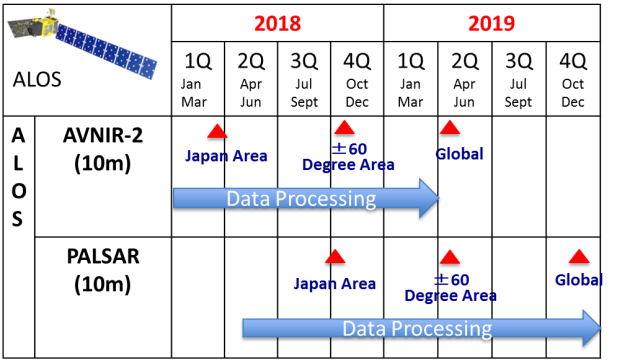 2018 2019
ALOS
1Q 2Q 3Q 4Q 1Q 2Q 3Q 4Q
Jan Apr Jul Oct Jan Apr Jul Oct
Mar Jun Sept Dec Mar Jun Sept Dec
ALOS
AVNIR-2
(10m)
Japan Area
±60
Degree Area
Global
Data Processing
PALSAR
(10m)
Japan Area
±60
Degree Area
Global
Data Processing